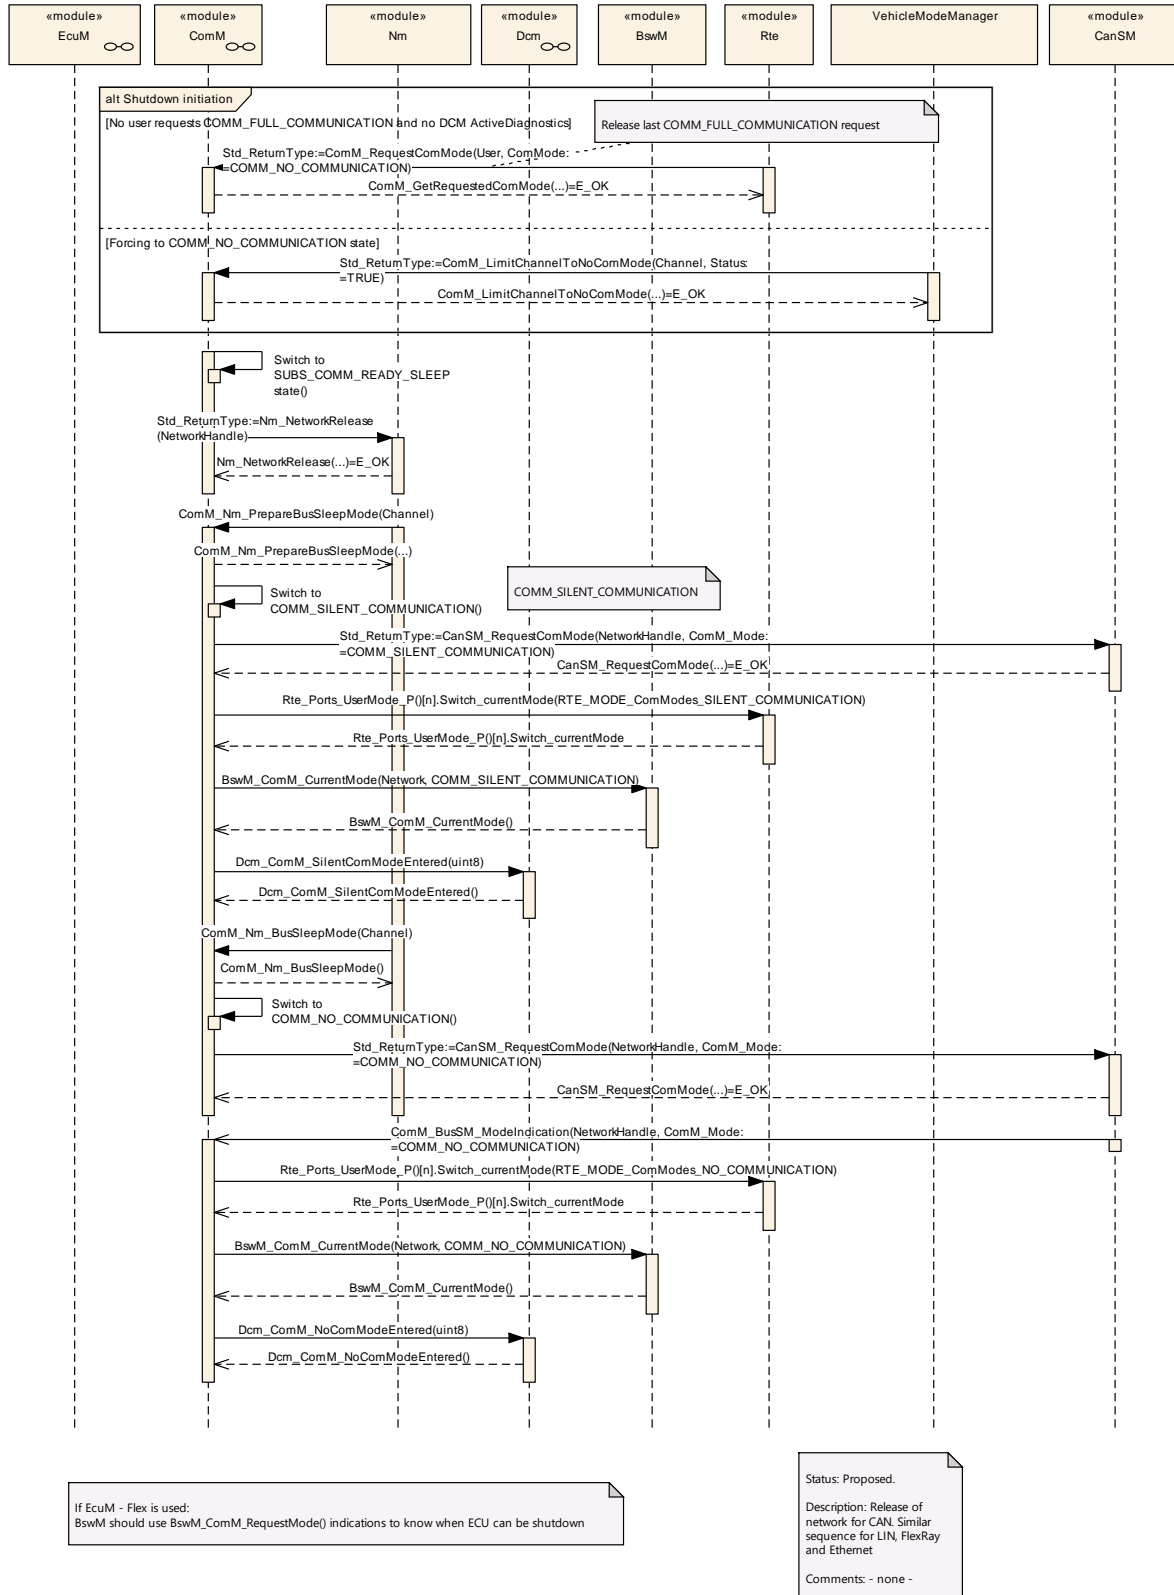 «module»
EcuM
«module»
ComM
«module»
Nm
«module»
Dcm
«module»
BswM
«module»
Rte
VehicleModeManager
«module»
CanSM
alt Shutdown initiation
[No user requests COMM_FULL_COMMUNICATION and no DCM ActiveDiagnostics]
Release last COMM_FULL_COMMUNICATION request
Std_ReturnType:=ComM_RequestComMode(User, ComMode:
=COMM_NO_COMMUNICATION)
ComM_GetRequestedComMode(...)=E_OK
[Forcing to COMM_NO_COMMUNICATION state]
Std_ReturnType:=ComM_LimitChannelToNoComMode(Channel, Status:
=TRUE)
ComM_LimitChannelToNoComMode(...)=E_OK
Switch to
SUBS_COMM_READY_SLEEP
state()
Std_ReturnType:=Nm_NetworkRelease
(NetworkHandle)
Nm_NetworkRelease(...)=E_OK
ComM_Nm_PrepareBusSleepMode(Channel)
ComM_Nm_PrepareBusSleepMode(...)
Switch to
COMM_SILENT_COMMUNICATION()
COMM_SILENT_COMMUNICATION
Std_ReturnType:=CanSM_RequestComMode(NetworkHandle, ComM_Mode:
=COMM_SILENT_COMMUNICATION)
CanSM_RequestComMode(...)=E_OK
Rte_Ports_UserMode_P()[n].Switch_currentMode(RTE_MODE_ComModes_SILENT_COMMUNICATION)
Rte_Ports_UserMode_P()[n].Switch_currentMode
BswM_ComM_CurrentMode(Network, COMM_SILENT_COMMUNICATION)
BswM_ComM_CurrentMode()
Dcm_ComM_SilentComModeEntered(uint8)
Dcm_ComM_SilentComModeEntered()
ComM_Nm_BusSleepMode(Channel)
ComM_Nm_BusSleepMode()
Switch to
COMM_NO_COMMUNICATION()
Std_ReturnType:=CanSM_RequestComMode(NetworkHandle, ComM_Mode:
=COMM_NO_COMMUNICATION)
CanSM_RequestComMode(...)=E_OK
ComM_BusSM_ModeIndication(NetworkHandle, ComM_Mode:
=COMM_NO_COMMUNICATION)
Rte_Ports_UserMode_P()[n].Switch_currentMode(RTE_MODE_ComModes_NO_COMMUNICATION)
Rte_Ports_UserMode_P()[n].Switch_currentMode
BswM_ComM_CurrentMode(Network, COMM_NO_COMMUNICATION)
BswM_ComM_CurrentMode()
Dcm_ComM_NoComModeEntered(uint8)
Dcm_ComM_NoComModeEntered()
If EcuM - Flex is used:
BswM should use BswM_ComM_RequestMode() indications to know when ECU can be shutdown
Status: Proposed.
Description: Release of
network for CAN. Similar
sequence for LIN, FlexRay
and Ethernet
Comments: - none -